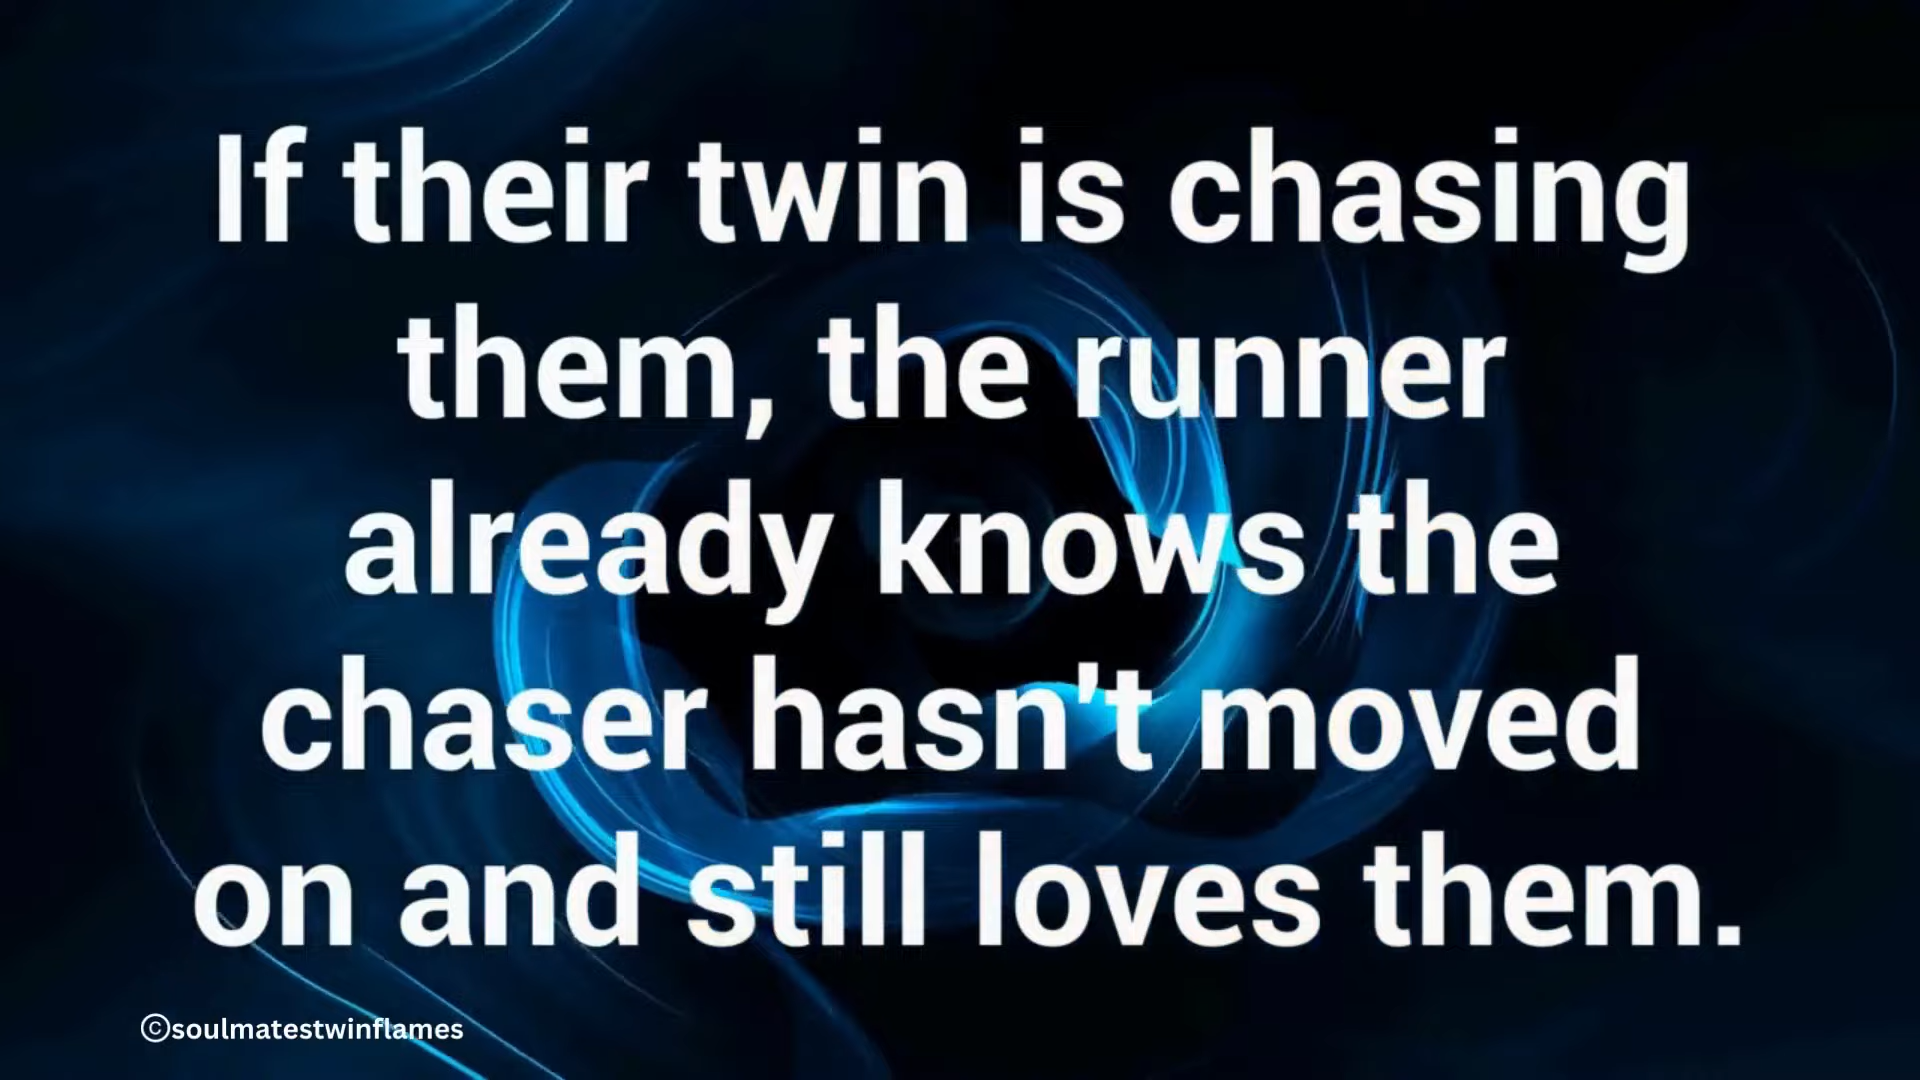 If their twin is chasing
them, the runner
already knows the
chaser hasn't moved
on and still loves them.
©soulmatestwinflames